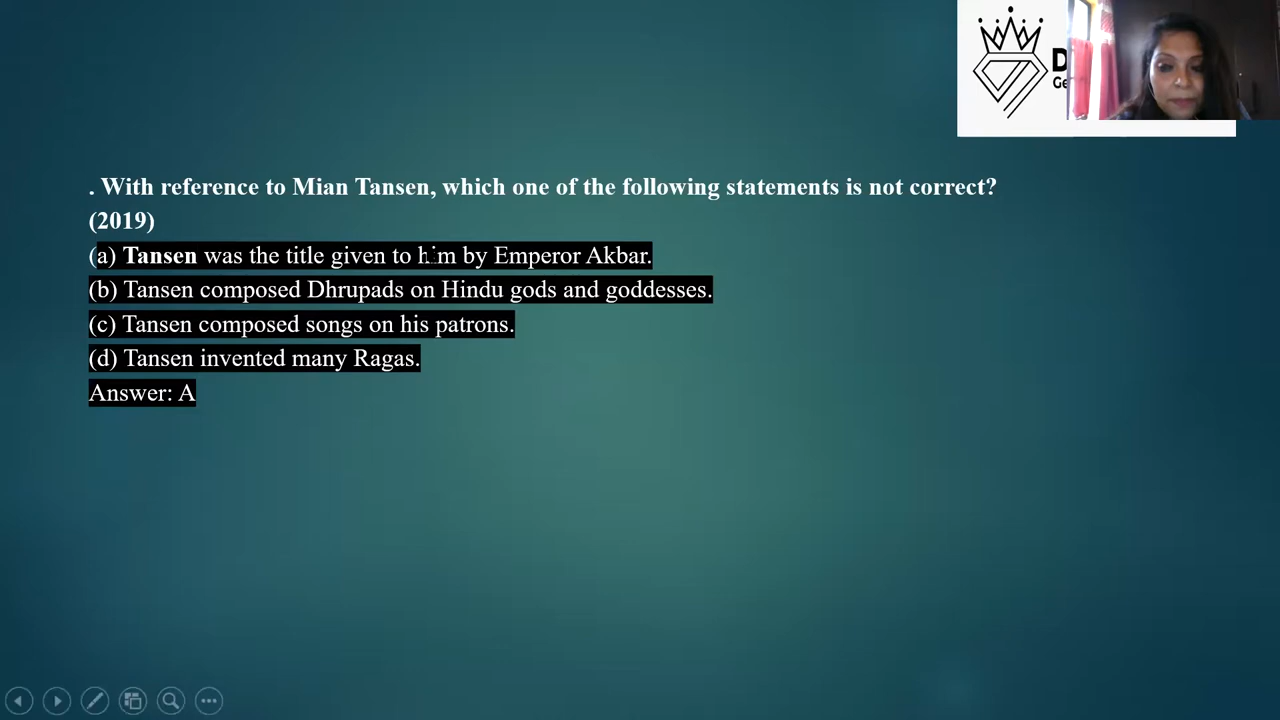 . With reference to Mian Tansen, which one of the following statements is not correct?
(2019)
(a) Tansen was the title given to him by Emperor Akbar.
(b) Tansen composed Dhrupads on Hindu gods and goddesses.
(c) Tansen composed songs on his patrons.
(d) Tansen invented many Ragas.
Answer: A